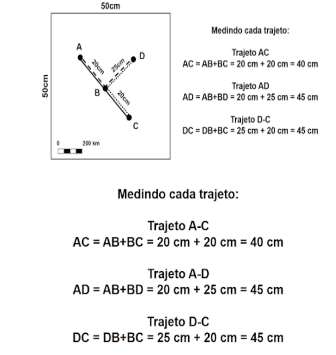 50cm
50cm
A
D
20cm
25cm
B
20cm
C
0 200 km
Medindo cada trajeto:
Trajeto AC
AC = AB+BC = 20 cm + 20 cm = 40 cm
Trajeto AD
AD = AB+BD = 20 cm + 25 cm = 45 cm
Trajeto D-C
DC = DB+BC = 25 cm + 20 cm = 45 cm
Medindo cada trajeto:
Trajeto A-C
AC = AB+BC = 20 cm + 20 cm = 40 cm
Trajeto A-D
AD = AB+BD = 20 cm + 25 cm = 45 cm
Trajeto D-C
DC = DB+BC = 25 cm + 20 cm = 45 cm